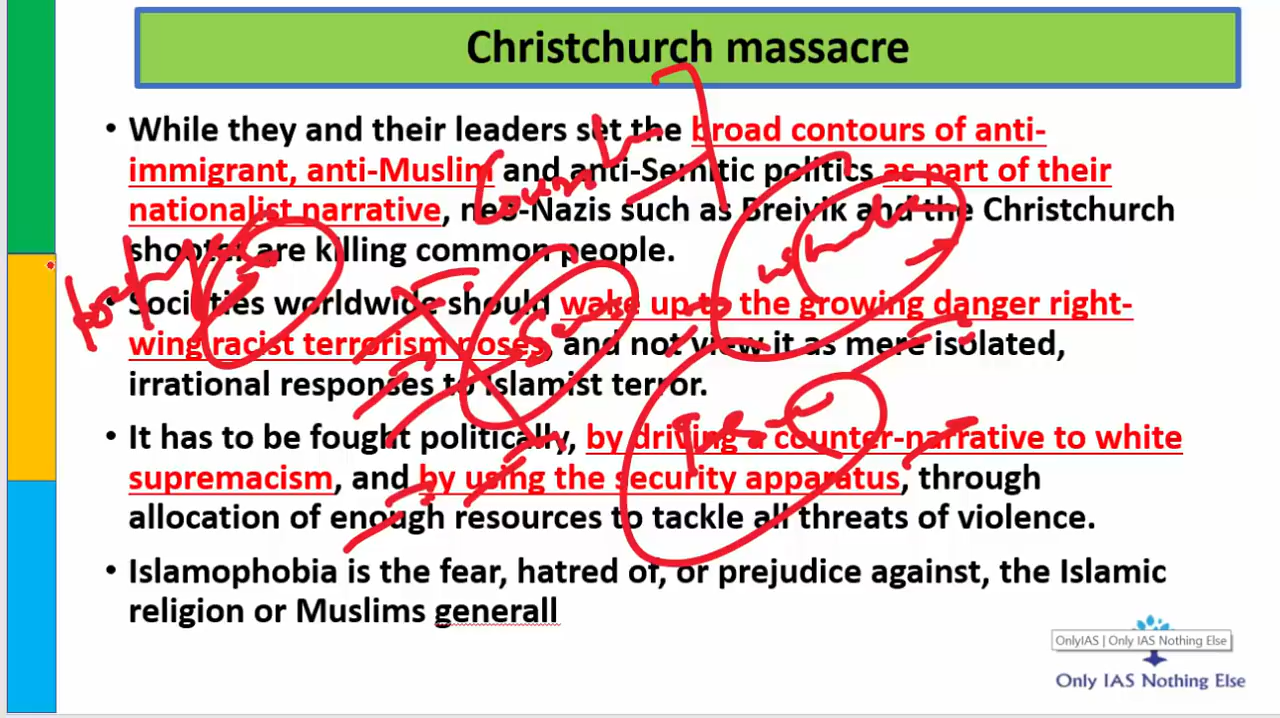 Christchurch massacre
• While they and their leaders set the broad contours of anti-
immigrant, anti-Muslim and anti-Semitic politics as part of their
nationalist narrative, neo-Nazis such as Breivik and the Christchurch
shooter are killing common people.
• Societies worldwide should wake up to the growing danger right-
wing racist terrorism poses, and not view it as mere isolated,
irrational responses to Islamist terror.
• It has to be fought politically, by driving a counter-narrative to white
supremacism, and by using the security apparatus, through
allocation of enough resources to tackle all threats of violence.
• Islamophobia is the fear, hatred of, or prejudice against, the Islamic
religion or Muslims generall
OnlyIAS | Only IAS Nothing Else
Only IAS Nothing Else